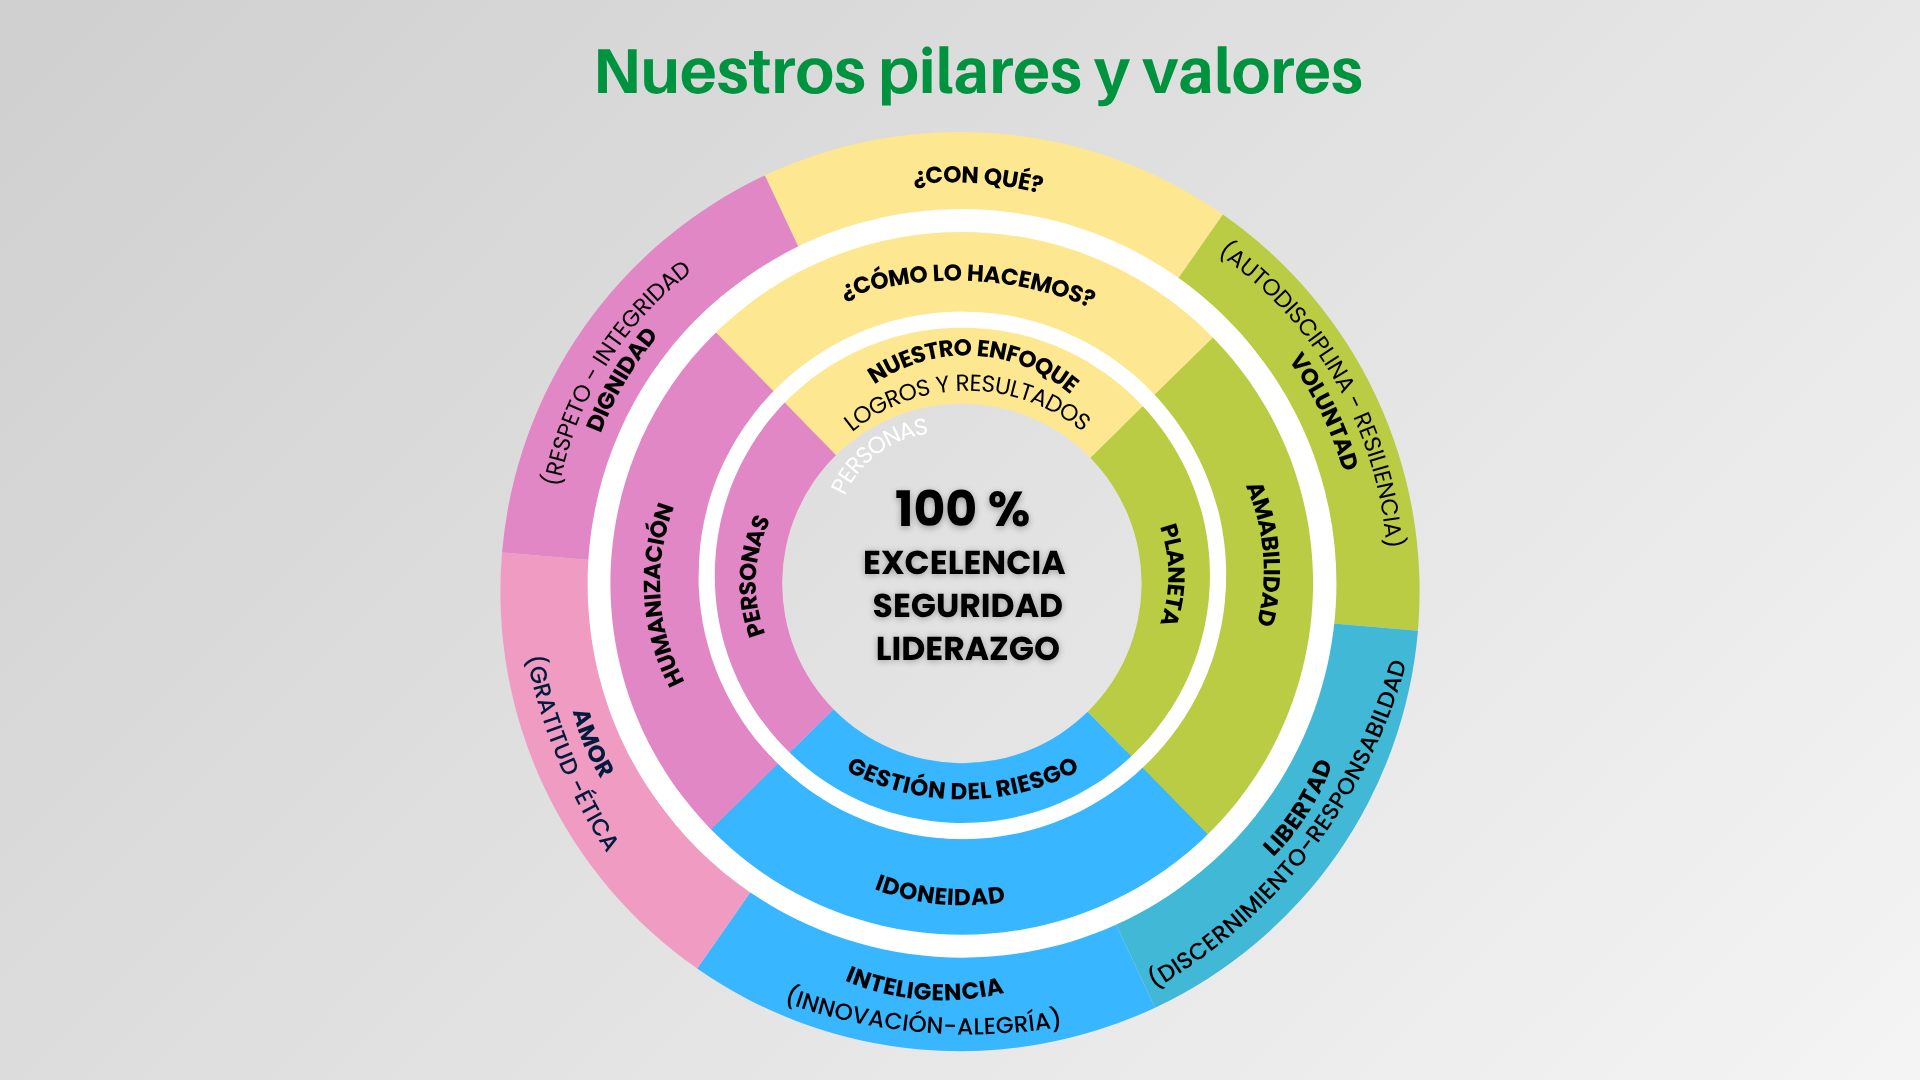 Nuestros pilares y valores
¿CON QUÉ?
¿CÓMO LO HACEMOS?
NUESTRO ENFOQUE
LOGROS Y RESULTADOS
PERSONAS
100 %
EXCELENCIA
SEGURIDAD
LIDERAZGO
(AUTODISCIPLINA - RESILIENCIA)
VOLUNTAD
AMABILIDAD
PLANETA
LIBERTAD
(DISCERNIMIENTO-RESPONSABILDAD
GESTIÓN DEL RIESGO
IDONEIDAD
INTELIGENCIA
(INNOVACIÓN-ALEGRÍA)
AMOR
(GRATITUD -ÉTICA
PERSONAS
HUMANIZACIÓN
(RESPETO - INTEGRIDAD
DIGNIDAD